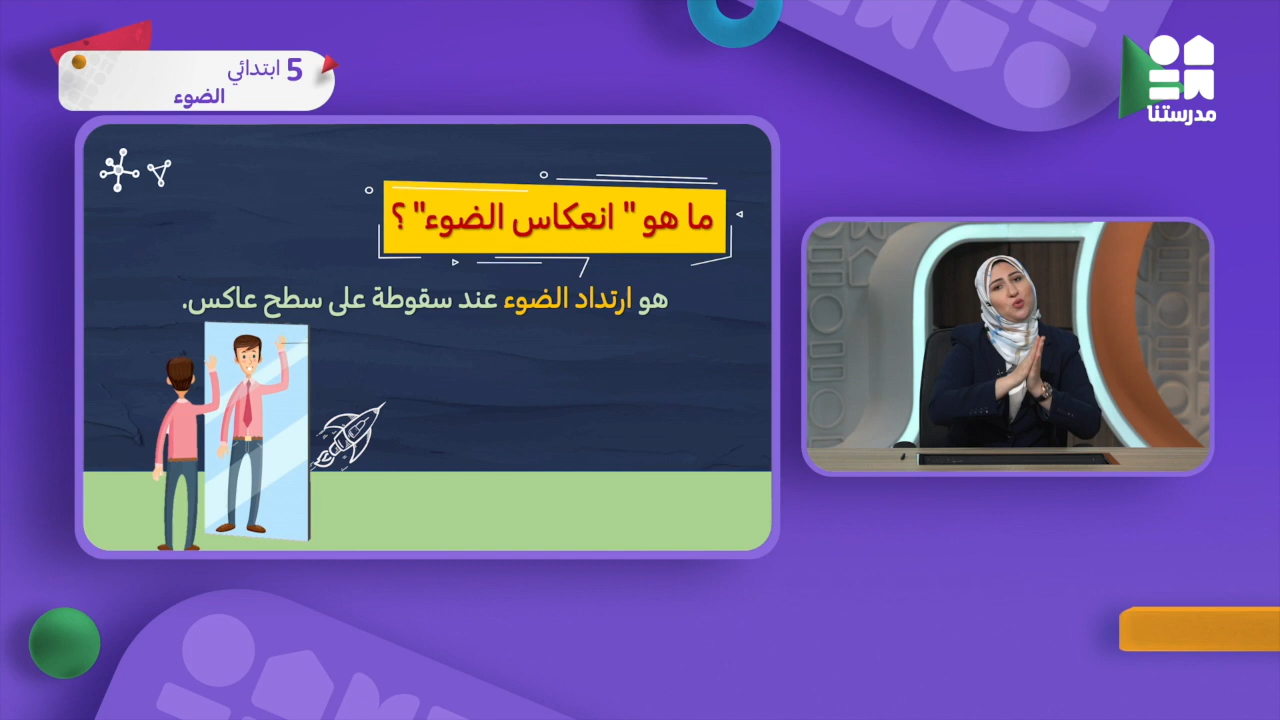 5 ابتدائي
الضوء
مدرستنا
ما هو " انعكاس الضوء" ؟
هو ارتداد الضوء عند سقوطة على سطح عاكس.